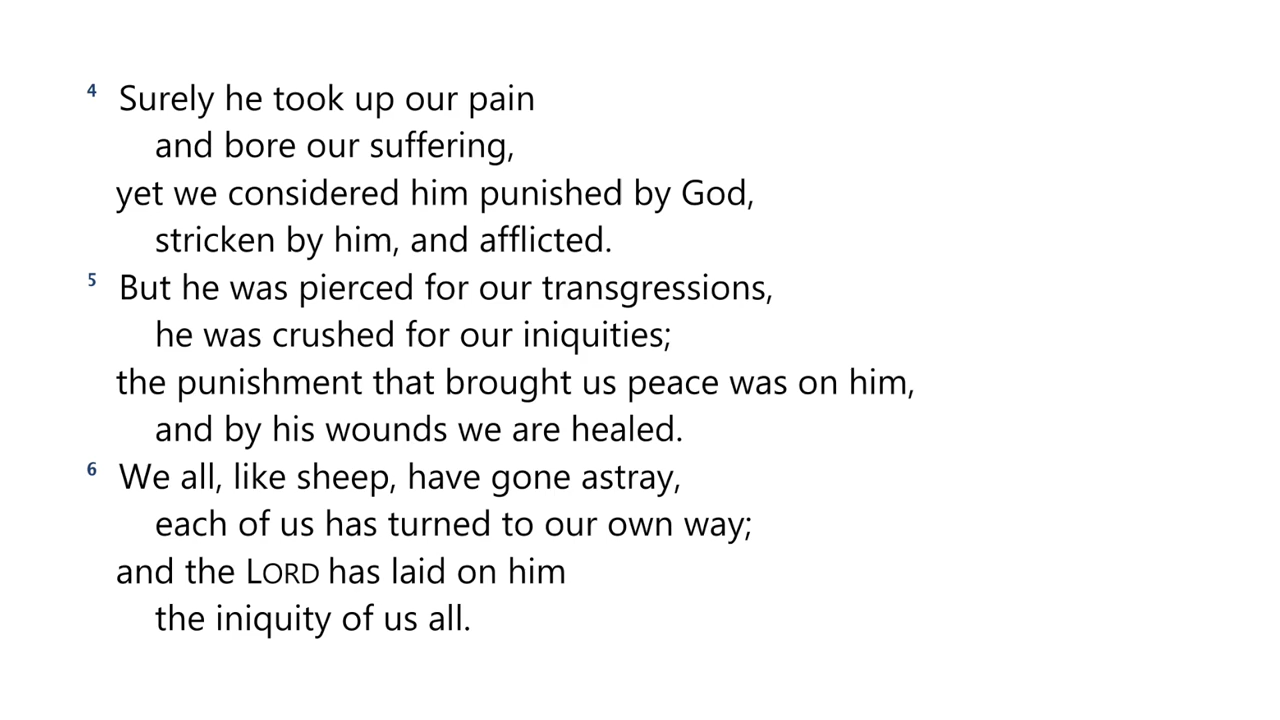 4 Surely he took up our pain
and bore our suffering,
yet we considered him punished by God,
stricken by him, and afflicted.
5 But he was pierced for our transgressions,
he was crushed for our iniquities;
the punishment that brought us peace was on him,
and by his wounds we are healed.
6 We all, like sheep, have gone astray,
each of us has turned to our own way;
and the LORD has laid on him
the iniquity of us all.